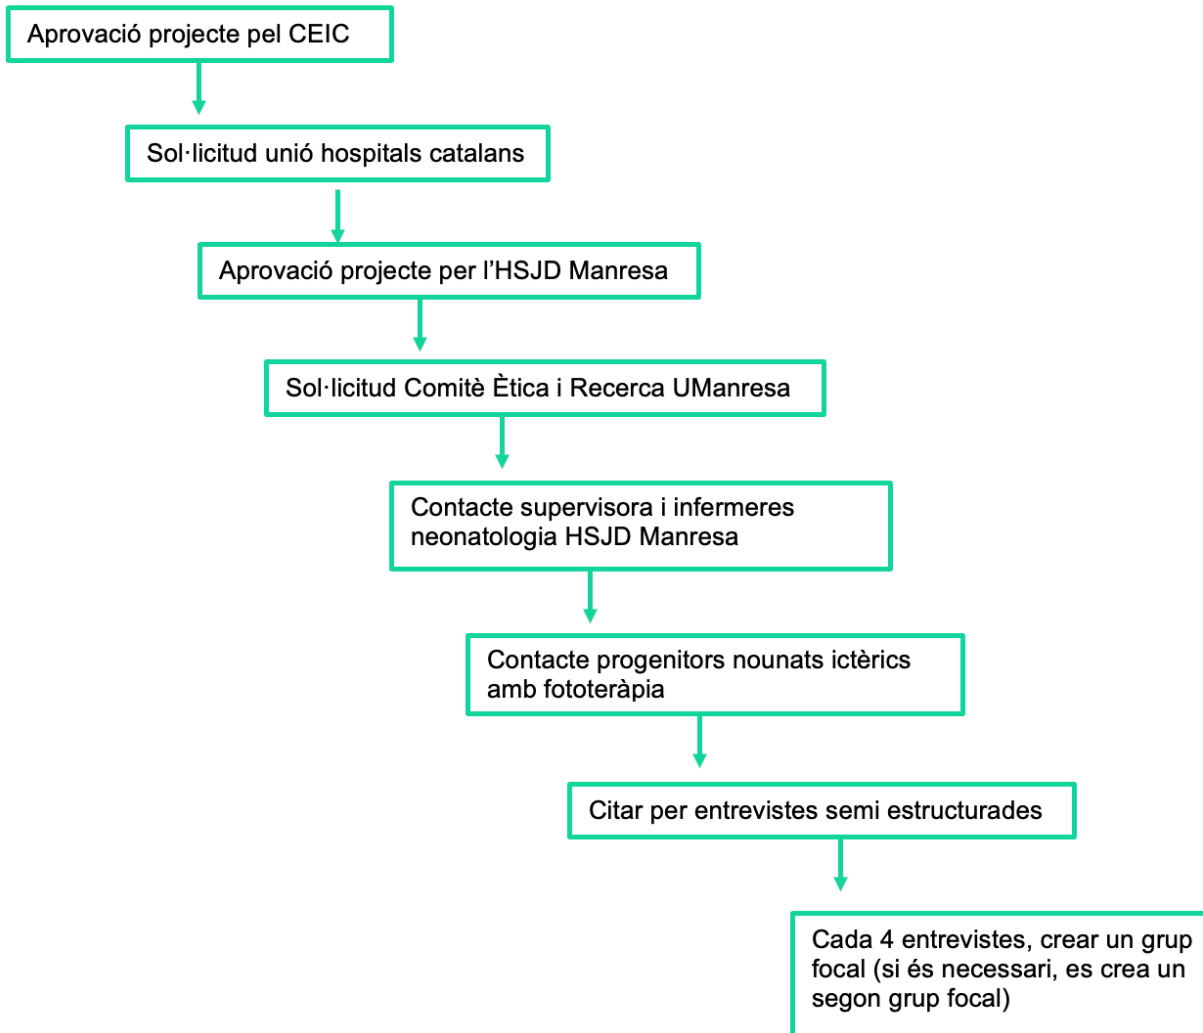 Aprovació projecte pel CEIC
Sol·licitud unió hospitals catalans
Aprovació projecte per l'HSJD Manresa
Sol·licitud Comitè Ètica i Recerca UManresa
Contacte supervisora i infermeres
neonatologia HSJD Manresa
Contacte progenitors nounats ictèrics
amb fototeràpia
Citar per entrevistes semi estructurades
Cada 4 entrevistes, crear un grup
focal (si és necessari, es crea un
segon grup focal)